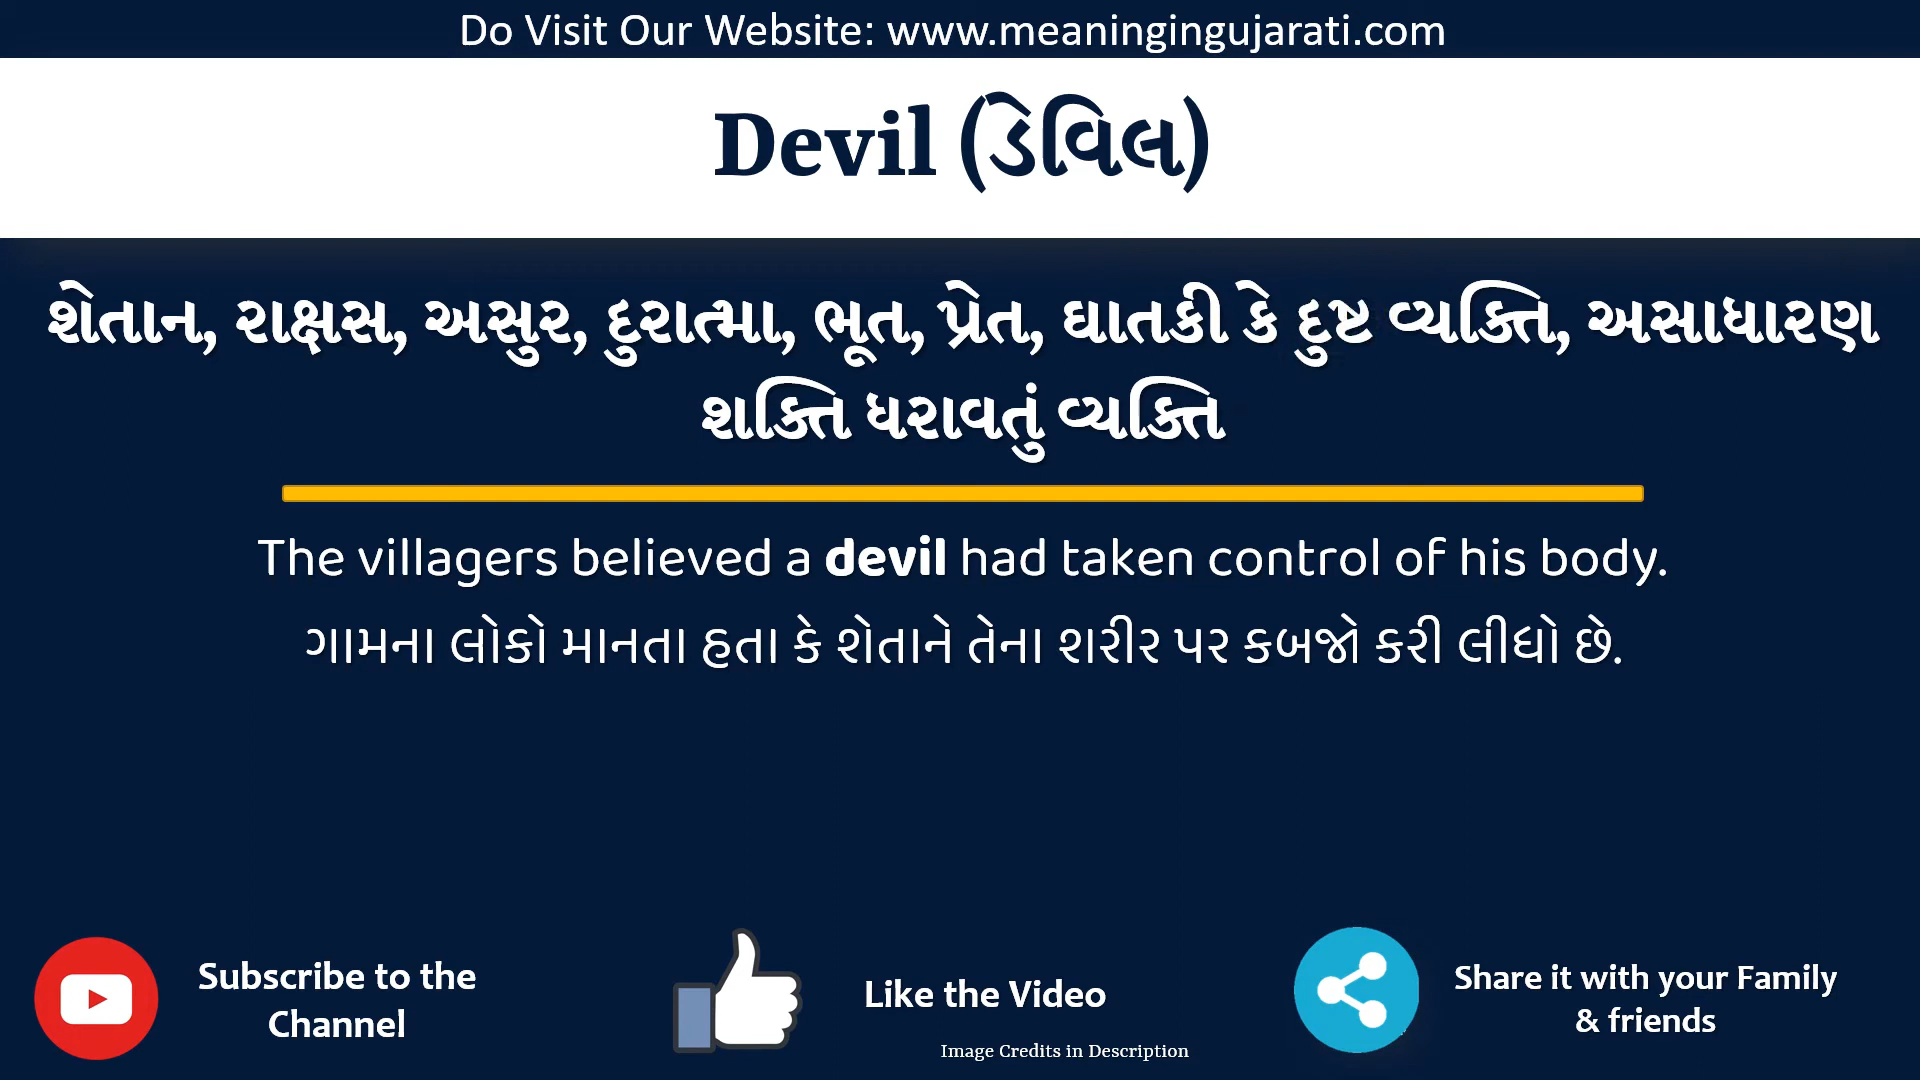 Do Visit Our Website: www.meaningingujarati.com
Devil (ડેવિલ)
શેતાન, રાક્ષસ, અસુર, દુરાત્મા, ભૂત, પ્રેત, ઘાતકી કે દુષ્ટ વ્યક્તિ, અસાધારણ
શક્તિ ધરાવતું વ્યક્તિ
The villagers believed a devil had taken control of his body.
ગામના લોકો માનતા હતા કે શેતાને તેના શરીર પર કબજો કરી લીધો છે.
Subscribe to the
Channel
Like the Video
Share it with your Family
& friends
Image Credits in Description